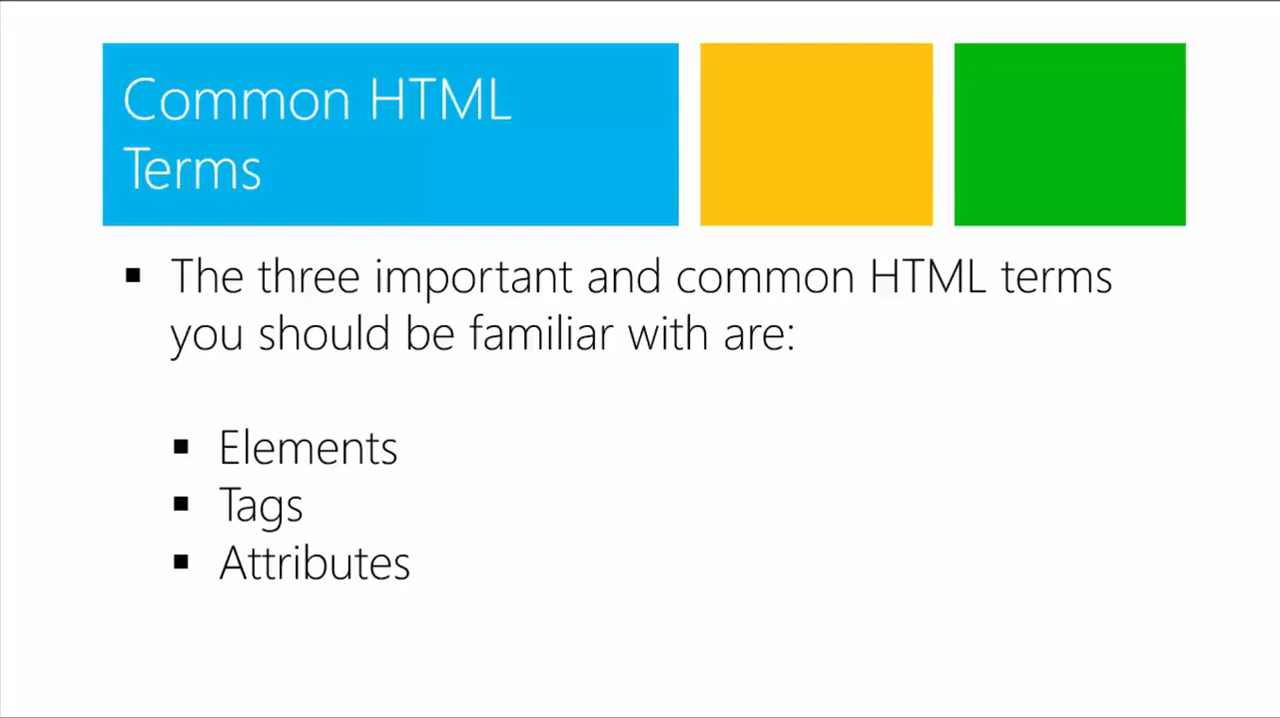 Common HTML
Terms
▪ The three important and common HTML terms
you should be familiar with are:
▪ Elements
▪ Tags
▪ Attributes